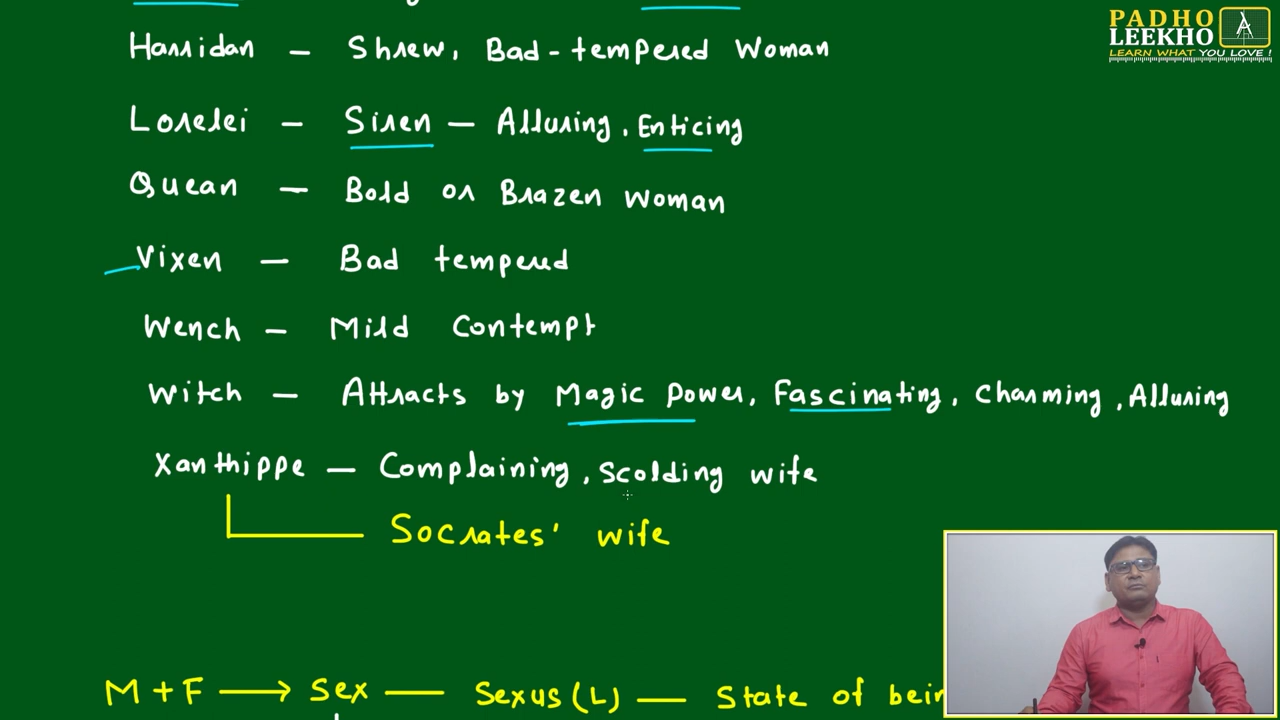 PADHO
LEEKHO
LEARN WHAT YOU LOVE !
Harridan – Shrew, Bad-tempered Woman
Lorelei – Siren – Alluring, Enticing
Quean – Bold or Brazen Woman
Vixen – Bad tempered
Wench – Mild Contempt
Witch – Attracts by Magic Power, Fascinating, Charming, Alluring
Xanthippe – Complaining, Scolding wife
Socrates' wife
M + F → Sex — Sexus (L) — State of bein